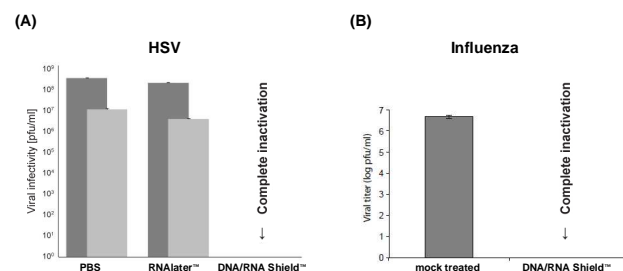 (A)
HSV
Viral infectivity [pfu/ml]
10⁹
10⁸
10⁷
10⁶
10⁵
10⁴
10³
10²
10¹
10⁰
↓ Complete inactivation
PBS
RNAlater™
DNA/RNA Shield™
(B)
Influenza
Viral titer (log pfu/ml)
7
6
5
4
3
2
1
0
↓ Complete inactivation
mock treated
DNA/RNA Shield™